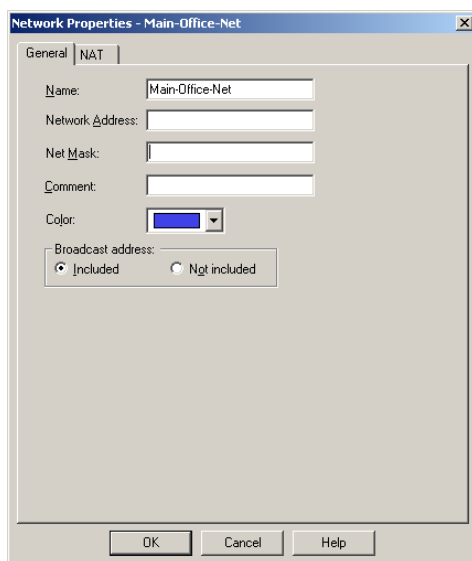 Network Properties - Main-Office-Net
General NAT
Name: Main-Office-Net
Network Address:
Net Mask:
Comment:
Color:
Broadcast address:
Included Not included
OK Cancel Help